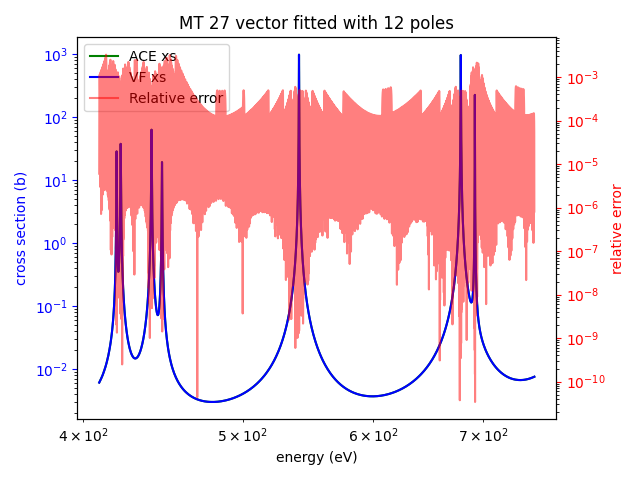 MT 27 vector fitted with 12 poles
ACE xs
VF xs
Relative error
10³
10²
10¹
10⁰
10⁻¹
10⁻²
cross section (b)
10⁻³
10⁻⁴
10⁻⁵
10⁻⁶
10⁻⁷
10⁻⁸
10⁻⁹
10⁻¹⁰
relative error
4 × 10²
5 × 10²
6 × 10²
7 × 10²
energy (eV)